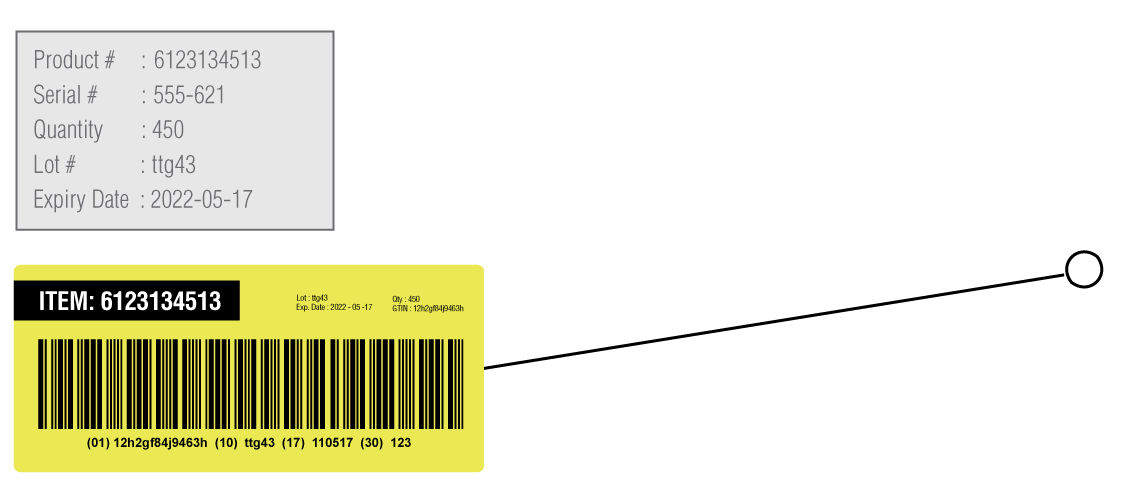 Product # : 6123134513
Serial # : 555-621
Quantity : 450
Lot # : ttg43
Expiry Date : 2022-05-17
ITEM: 6123134513
Lot : ttg43
Exp. Date : 2022 - 05 -17
Qty : 450
GTIN : 12h2gf84j9463h
(01) 12h2gf84j9463h (10) ttg43 (17) 110517 (30) 123